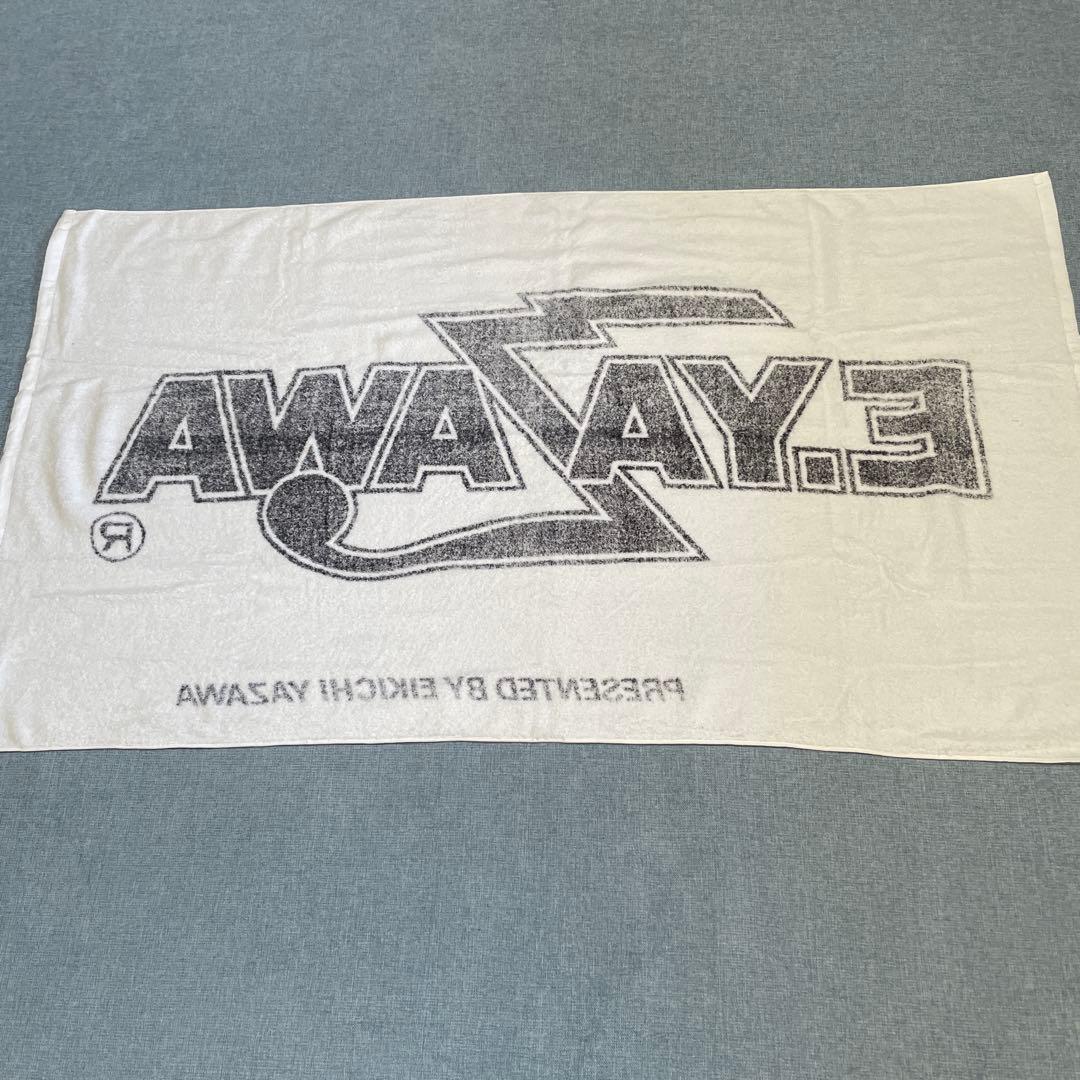 E.YAZAWA
®
PRESENTED BY EIKICHI YAZAWA